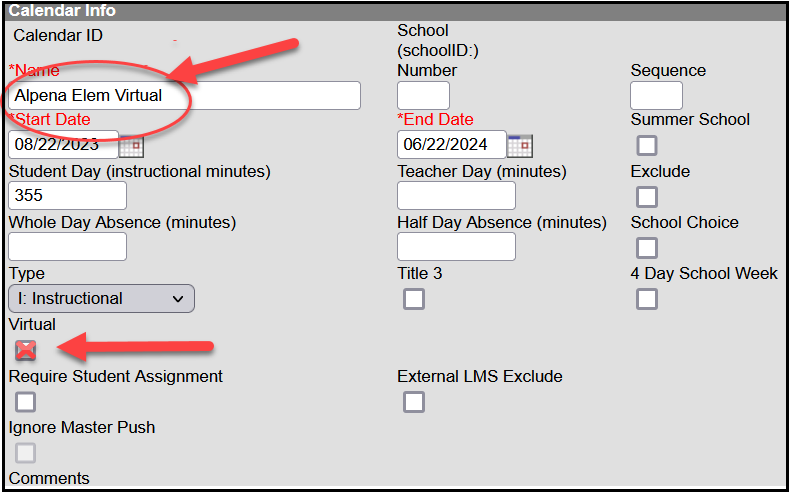 Calendar Info
Calendar ID
School
(schoolID:)
*Name
Number
Sequence
Alpena Elem Virtual
*Start Date
*End Date
Summer School
08/22/2023
06/22/2024
Student Day (instructional minutes)
Teacher Day (minutes)
Exclude
355
Whole Day Absence (minutes)
Half Day Absence (minutes)
School Choice
Type
Title 3
4 Day School Week
I: Instructional
Virtual
Require Student Assignment
External LMS Exclude
Ignore Master Push
Comments